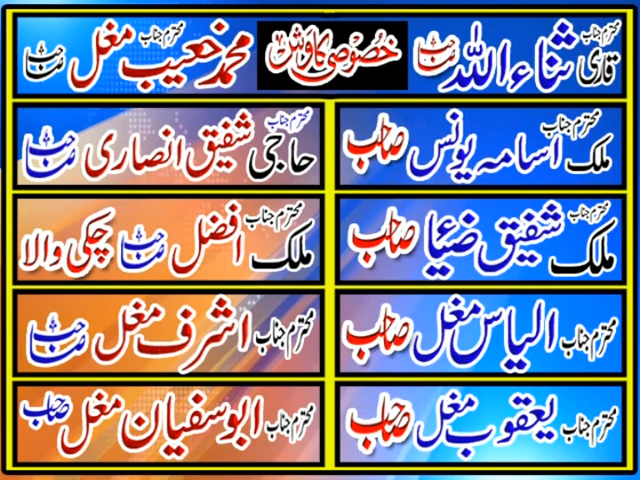 محترم جناب قاری ثناء اللہ صاحب خصوصی کاوش محترم جناب محمد خعیب مغل صاحب
محترم جناب ملک اسامہ یونس صاحب
محترم جناب حاجی شفیق انصاری صاحب
محترم جناب ملک شفیق ضیا صاحب
محترم جناب ملک افضل صاحب چکی والا
محترم جناب الیاس مغل صاحب
محترم جناب اشرف مغل صاحب
محترم جناب یعقوب مغل صاحب
محترم جناب ابوسفیان مغل صاحب